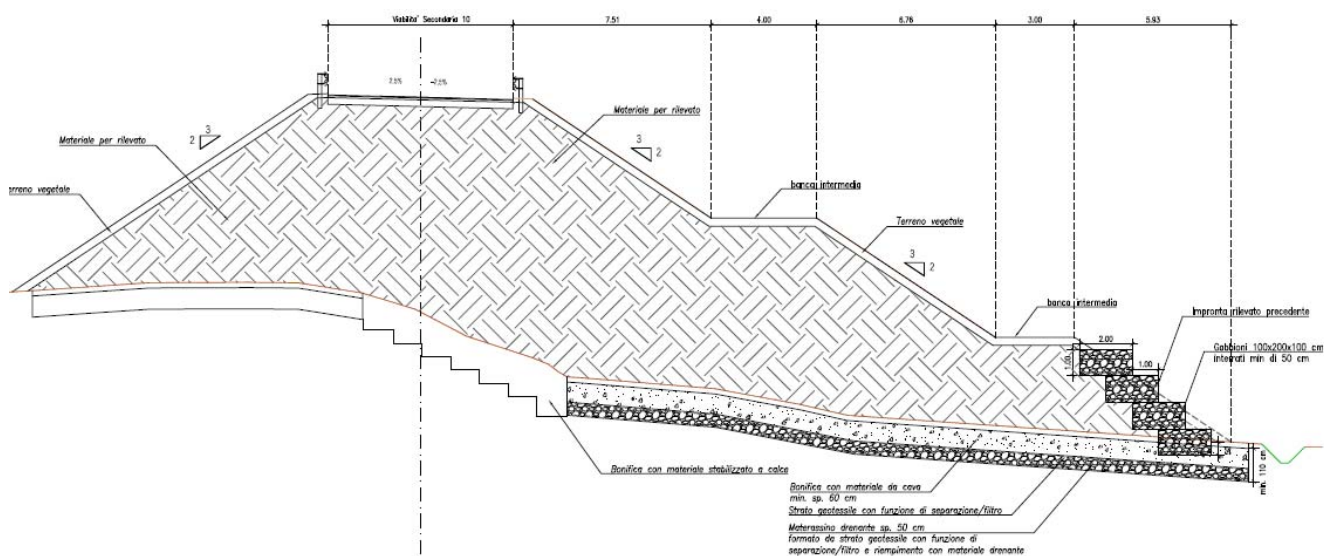 Viabilita' Secondaria 10
7.51
4.00
6.76
3.00
5.93
2,5%
-2,5%
3
2
Materiale per rilevato
Materiale per rilevato
3
2
erreno vegetale
banca intermedia
Terreno vegetale
3
2
banca intermedia
Impronta rilevato precedente
2.00
1.00
Gabbioni 100x200x100 cm
interrati min di 50 cm
1.00
Bonifica con materiale stabilizzato a calce
Bonifica con materiale da cava
min. sp. 60 cm
Strato geotessile con funzione di separazione/filtro
Materassino drenante sp. 50 cm
formato da strato geotessile con funzione di
separazione/filtro e riempimento con materiale drenante
min. 110 cm